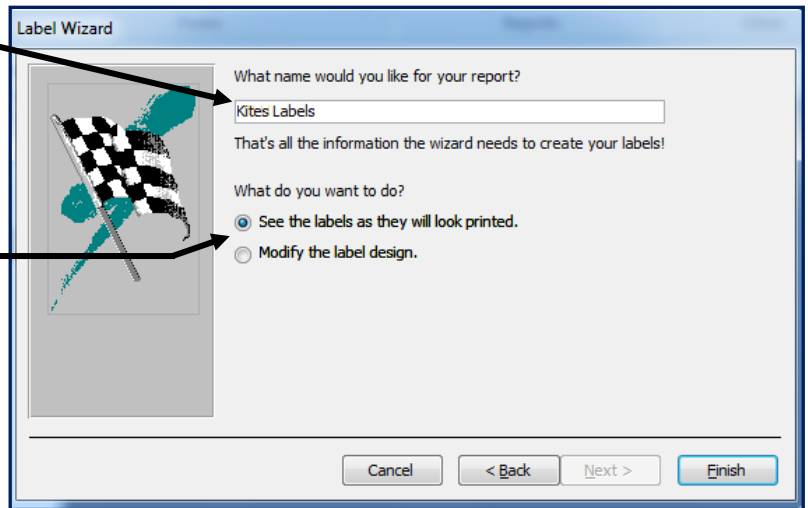 Label Wizard
What name would you like for your report?
Kites Labels
That's all the information the wizard needs to create your labels!
What do you want to do?
See the labels as they will look printed.
Modify the label design.
Cancel
< Back
Next >
Finish